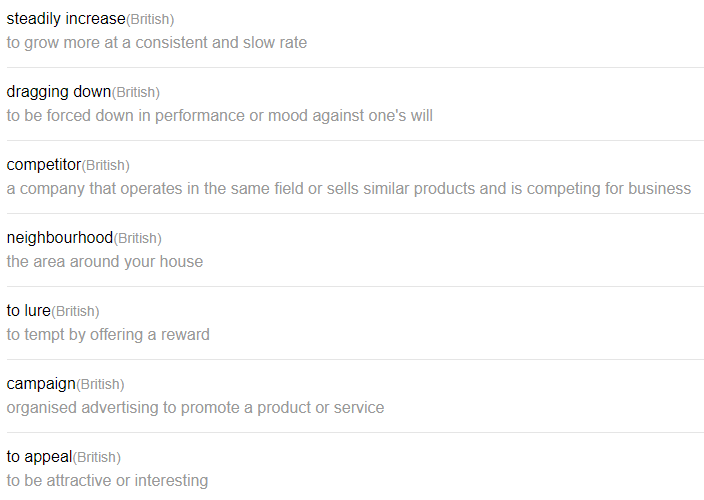 steadily increase(British)
to grow more at a consistent and slow rate
dragging down(British)
to be forced down in performance or mood against one's will
competitor(British)
a company that operates in the same field or sells similar products and is competing for business
neighbourhood(British)
the area around your house
to lure(British)
to tempt by offering a reward
campaign(British)
organised advertising to promote a product or service
to appeal(British)
to be attractive or interesting